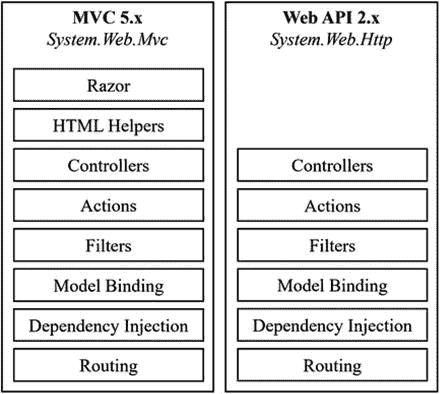 MVC 5.x
System.Web.Mvc
Razor
HTML Helpers
Controllers
Actions
Filters
Model Binding
Dependency Injection
Routing
Web API 2.x
System.Web.Http
Controllers
Actions
Filters
Model Binding
Dependency Injection
Routing